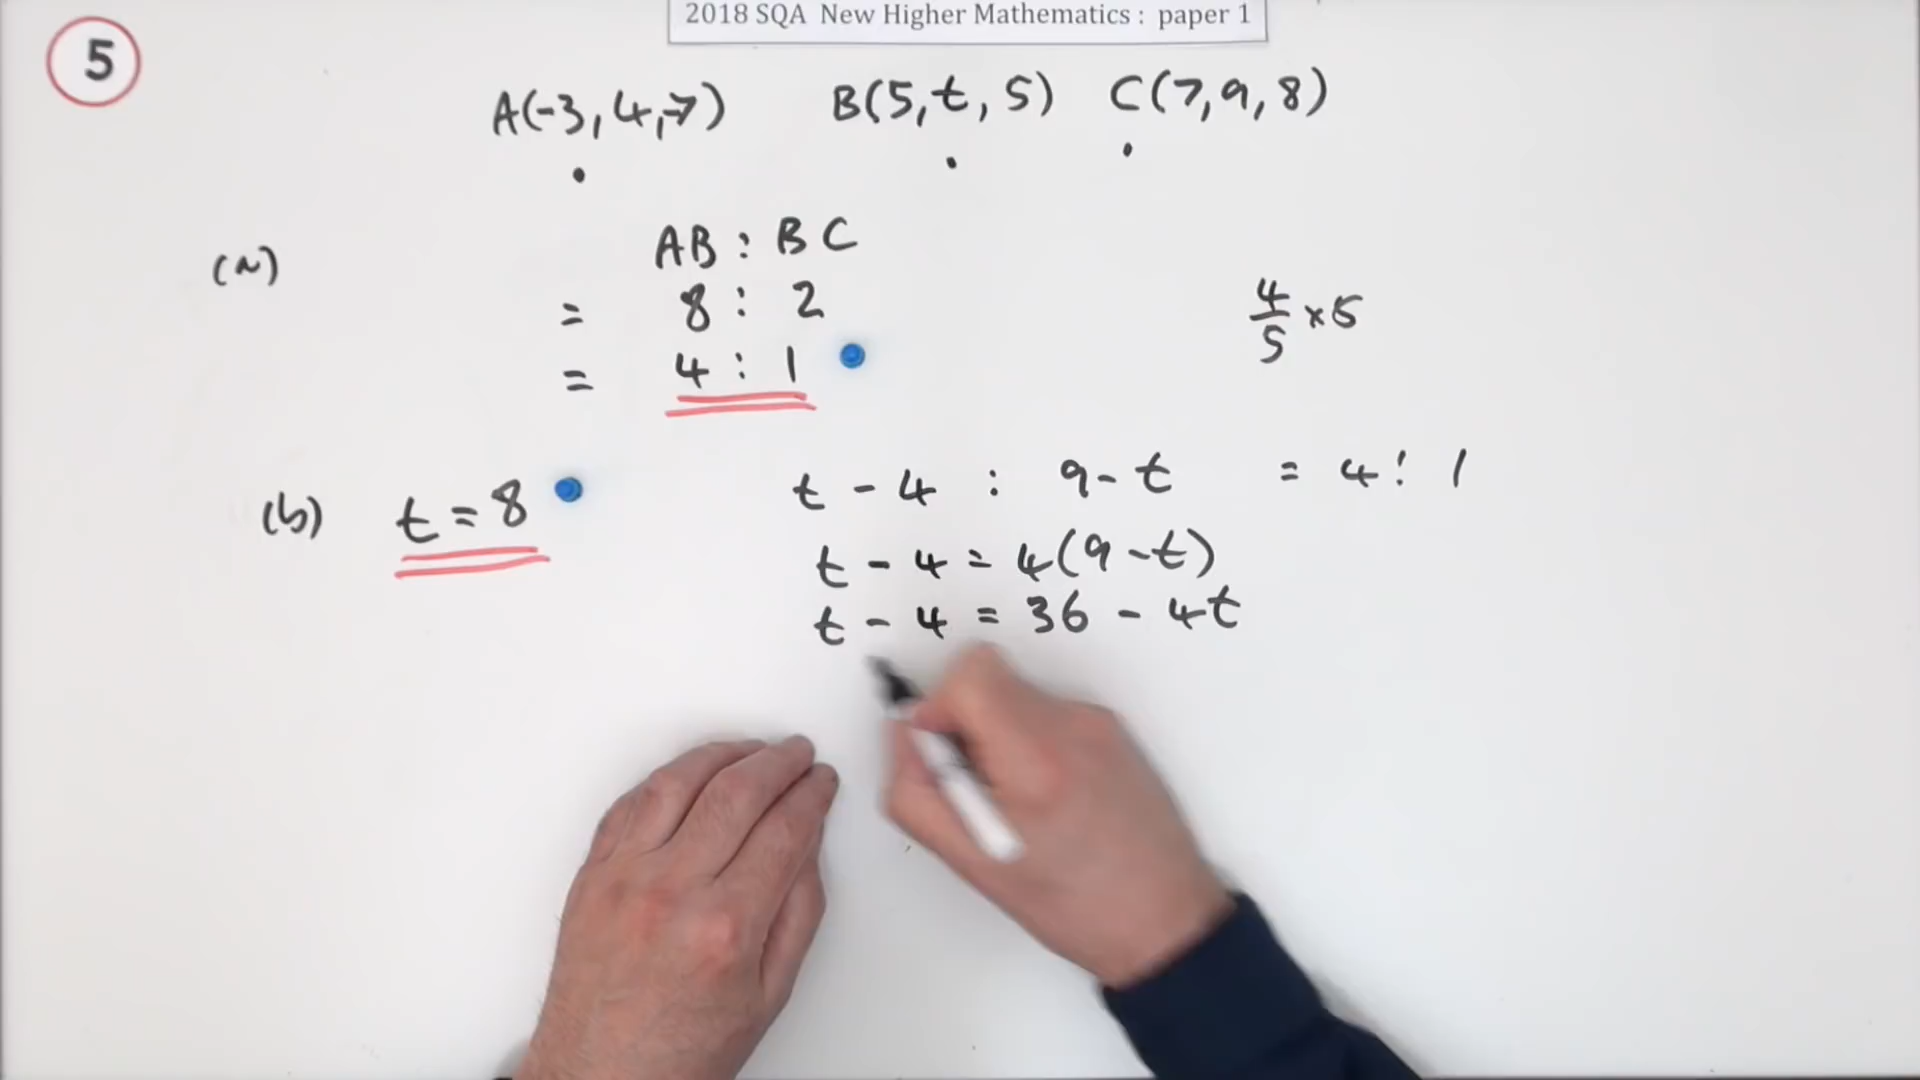 2018 SQA New Higher Mathematics : paper 1
5
A(-3, 4, -7) B(5, t, 5) C(7, 9, 8)
(a) AB : BC
= 8 : 2
= 4 : 1
4/5 × 5
(b) t = 8
t - 4 : 9 - t = 4 : 1
t - 4 = 4(9 - t)
t - 4 = 36 - 4t